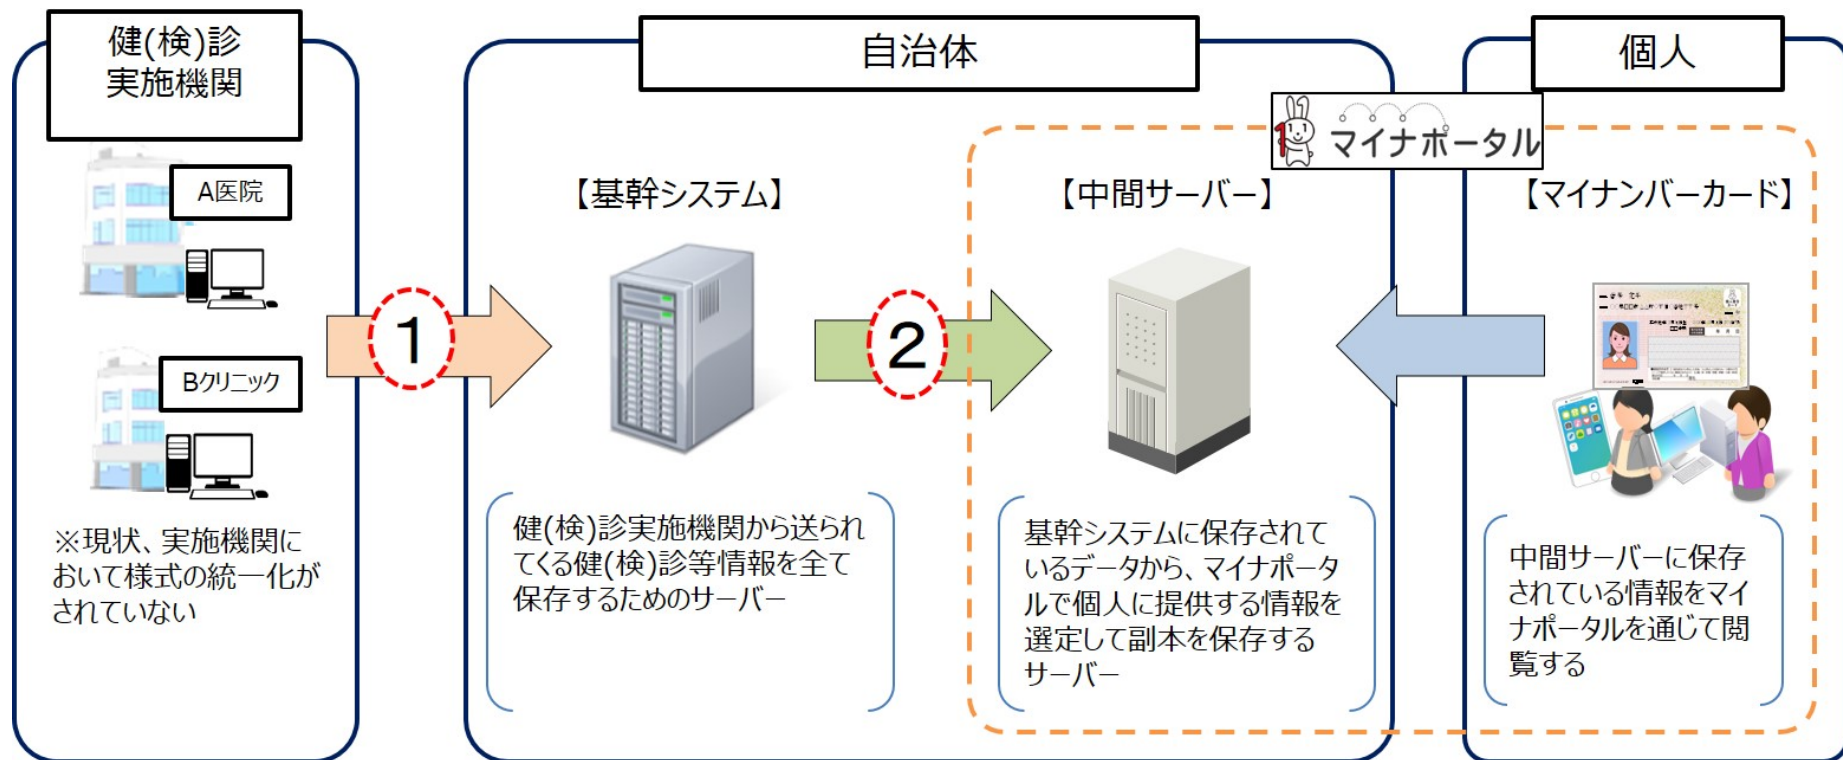 健(検)診
実施機関
自治体
個人
マイナポータル
A医院
【基幹システム】
【中間サーバー】
【マイナンバーカード】
1
2
Bクリニック
※現状、実施機関に
おいて様式の統一化が
されていない
健(検)診実施機関から送られ
てくる健(検)診等情報を全て
保存するためのサーバー
基幹システムに保存されて
いるデータから、マイナポータ
ルで個人に提供する情報を
選定して副本を保存する
サーバー
中間サーバーに保存
されている情報をマイ
ナポータルを通じて閲
覧する